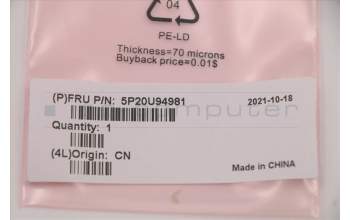 04
PE-LD
Thickness=70 microns
Buyback price=0.01$
(P)FRU P/N: 5P20U94981
2021-10-18
Quantity: 1
(4L)Origin: CN
Made in CHINA